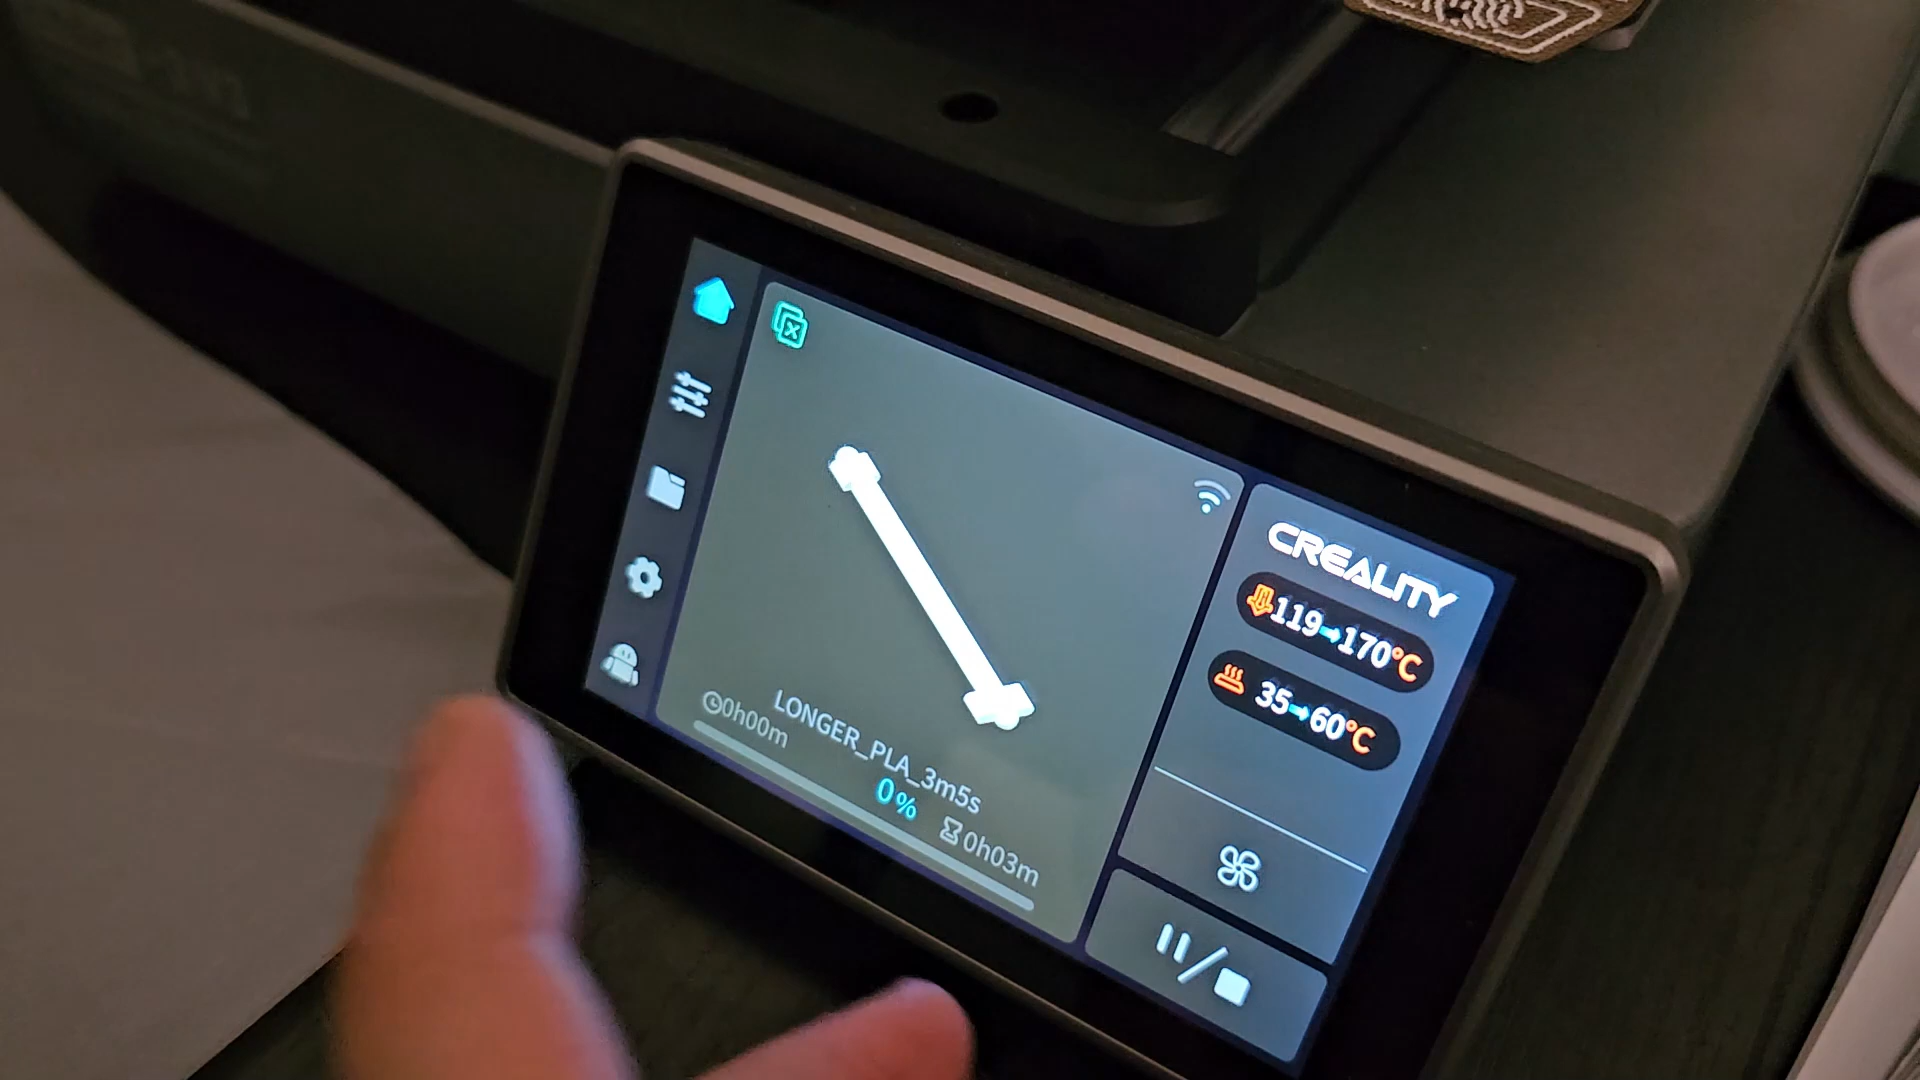 CREALITY
119→170°C
35→60°C
LONGER_PLA_3m5s
0h00m
0%
0h03m